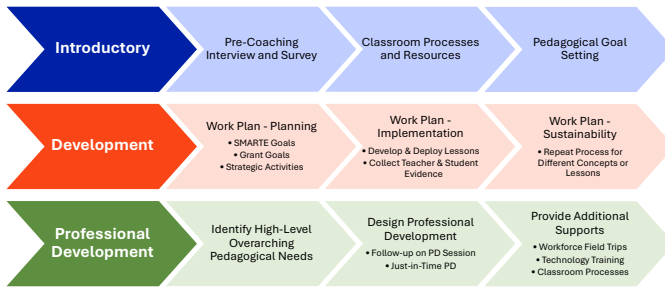 Introductory
Pre-Coaching
Interview and Survey
Classroom Processes
and Resources
Pedagogical Goal
Setting
Development
Work Plan - Planning
• SMARTE Goals
• Grant Goals
• Strategic Activities
Work Plan -
Implementation
• Develop & Deploy Lessons
• Collect Teacher & Student
Evidence
Work Plan -
Sustainability
• Repeat Process for
Different Concepts or
Lessons
Professional
Development
Identify High-Level
Overarching
Pedagogical Needs
Design Professional
Development
• Follow-up on PD Session
• Just-in-Time PD
Provide Additional
Supports
• Workforce Field Trips
• Technology Training
• Classroom Processes